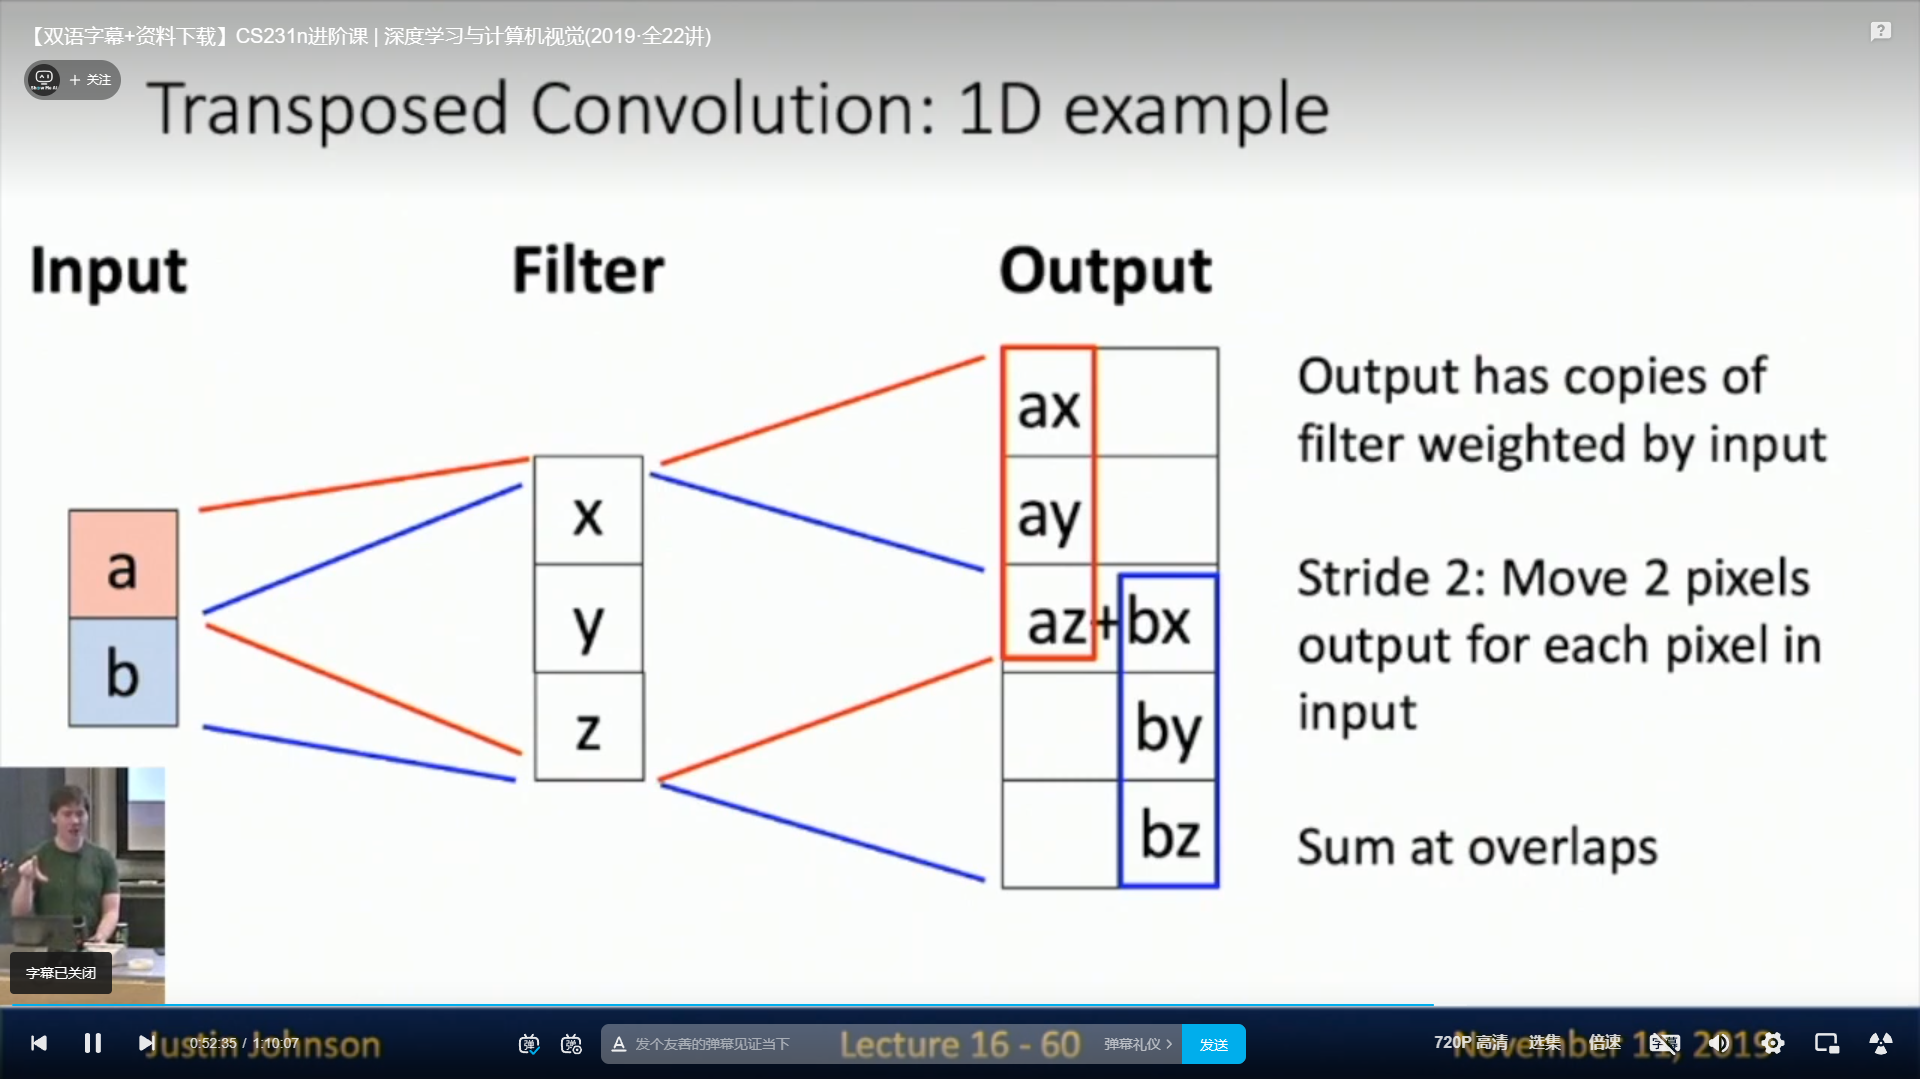 【双语字幕+资料下载】CS231n进阶课 | 深度学习与计算机视觉(2019·全22讲)
+ 关注
Transposed Convolution: 1D example
Input
Filter
Output
a
b
x
y
z
ax
ay
az+bx
by
bz
Output has copies of
filter weighted by input
Stride 2: Move 2 pixels
output for each pixel in
input
Sum at overlaps
字幕已关闭
Justin Johnson
0:52:35 / 1:10:07
弹
弹
A 发个友善的弹幕见证当下
Lecture 16 - 60
弹幕礼仪 >
发送
November 11, 2019
720P 高清
选集
倍速
字幕